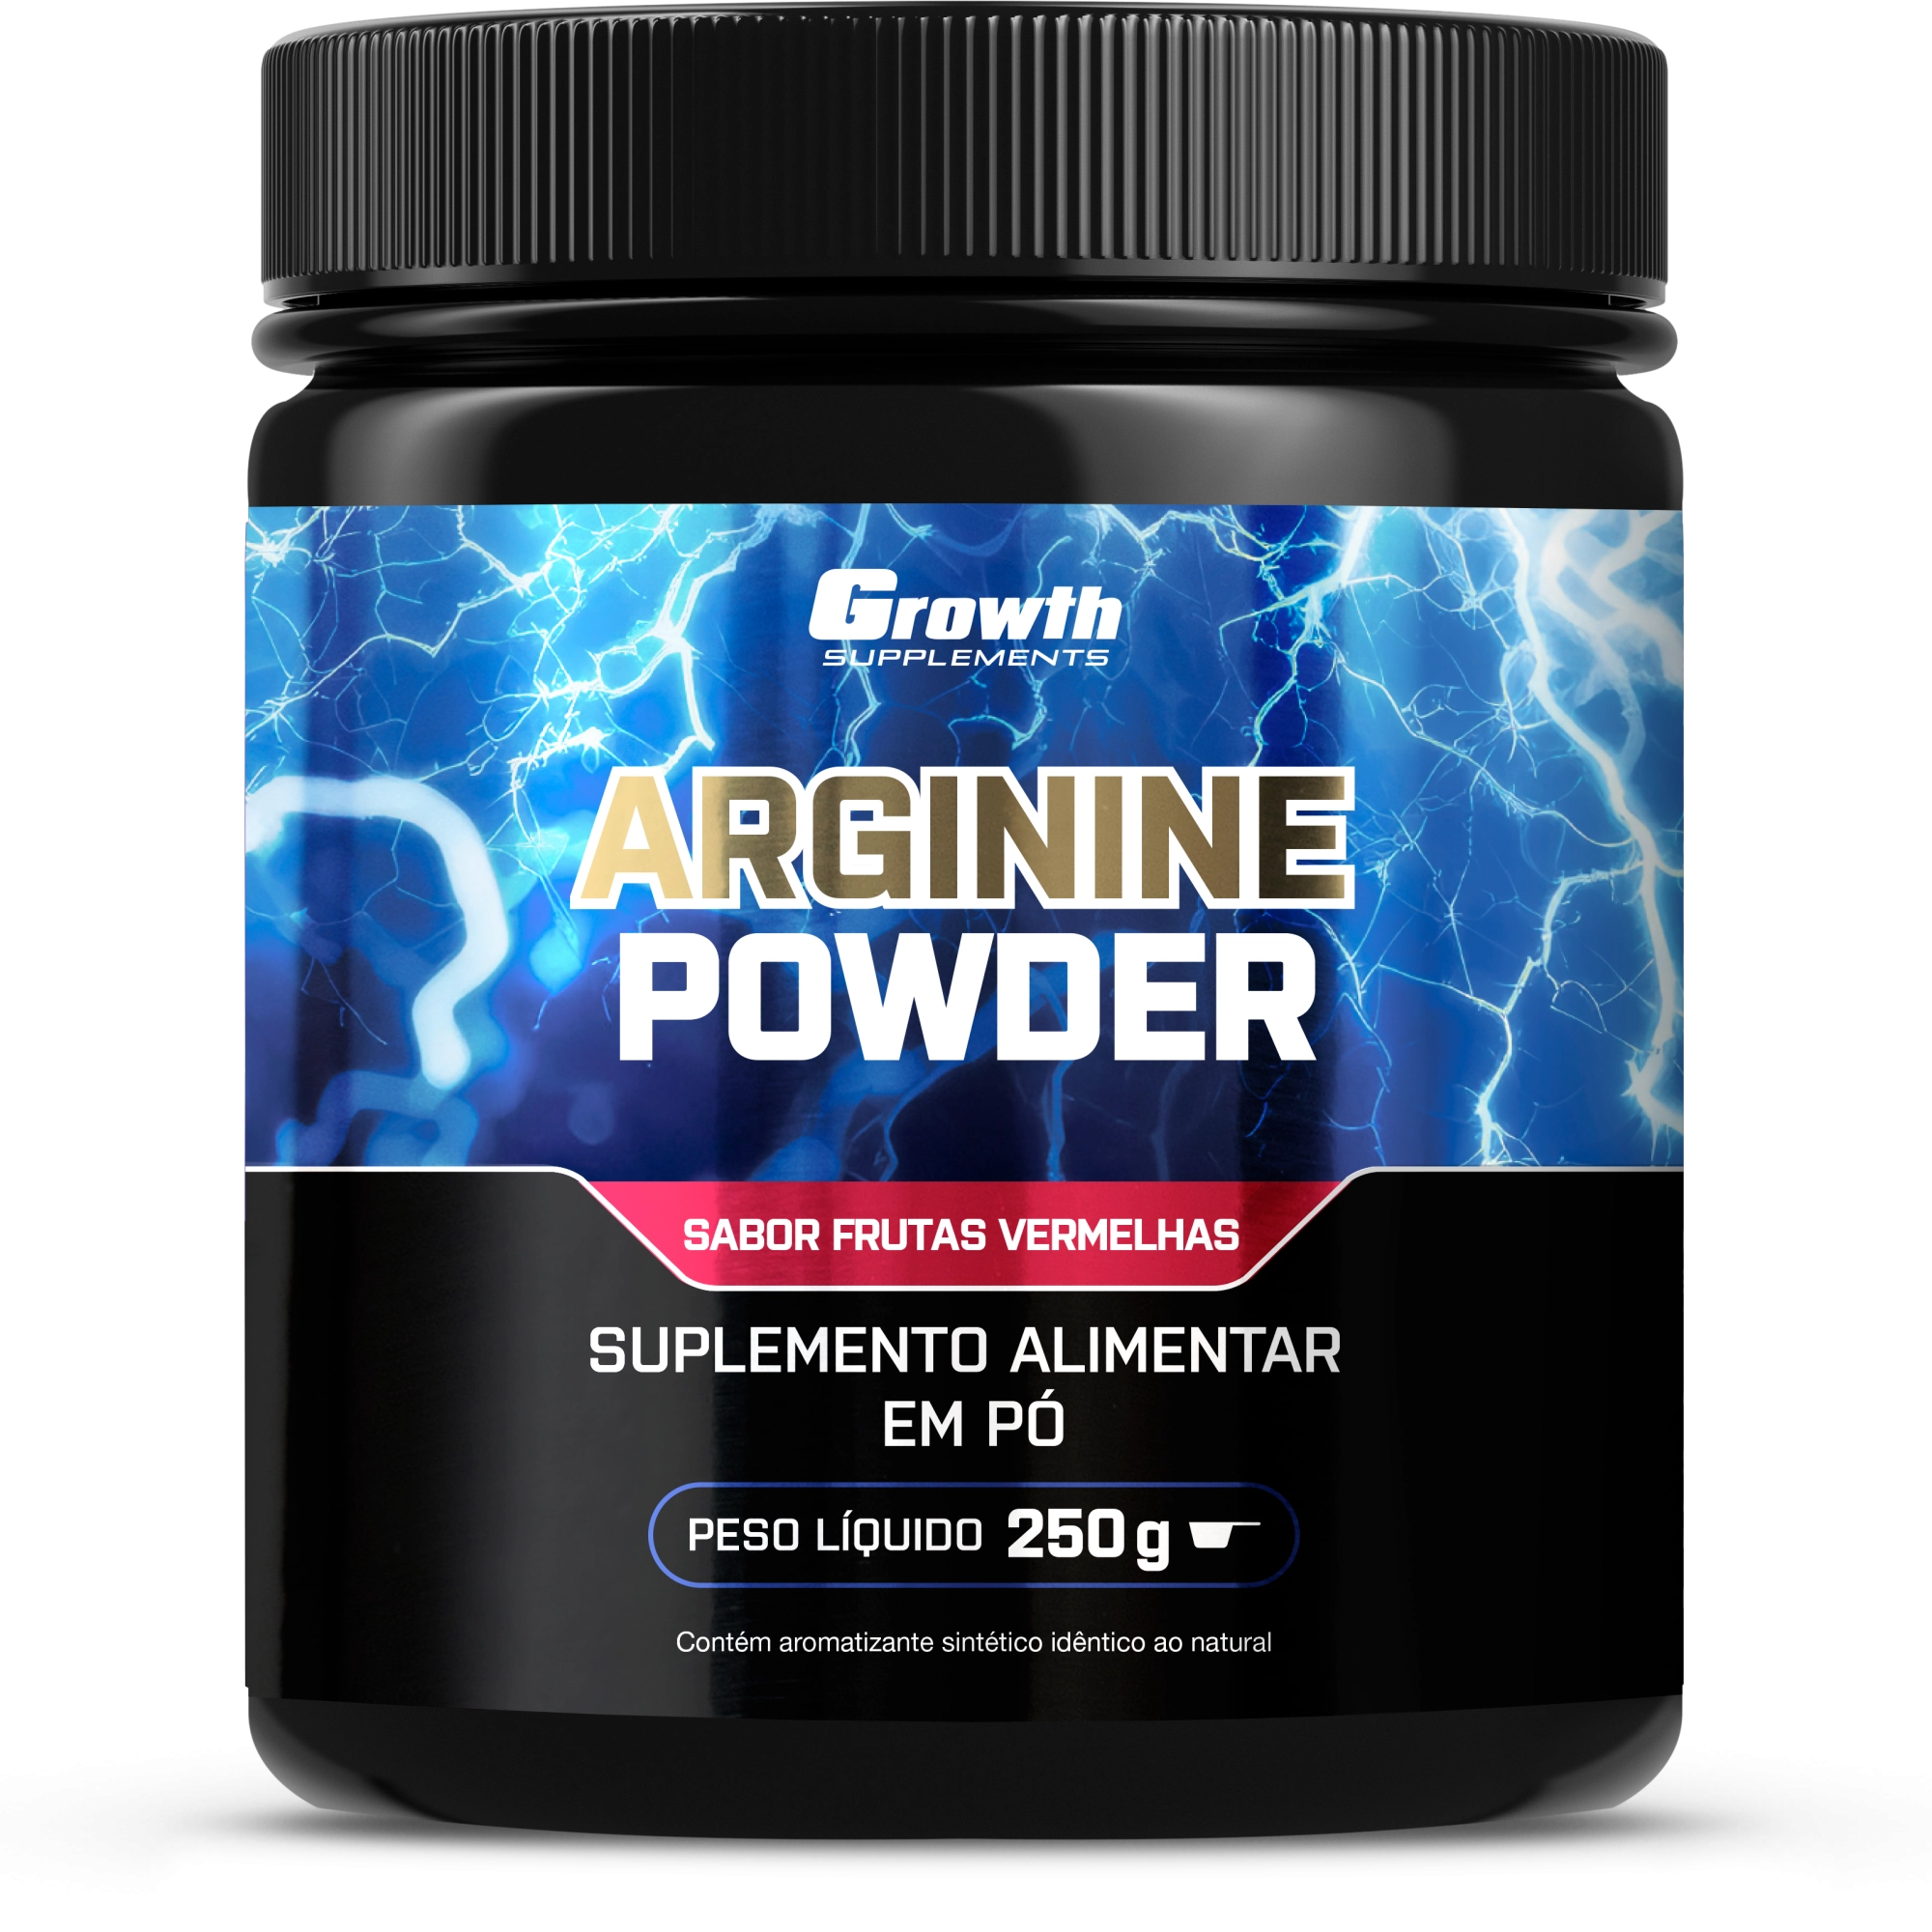 Growth
SUPPLEMENTS
ARGININE
POWDER
SABOR FRUTAS VERMELHAS
SUPLEMENTO ALIMENTAR
EM PÓ
PESO LÍQUIDO 250 g
Contém aromatizante sintético idêntico ao natural